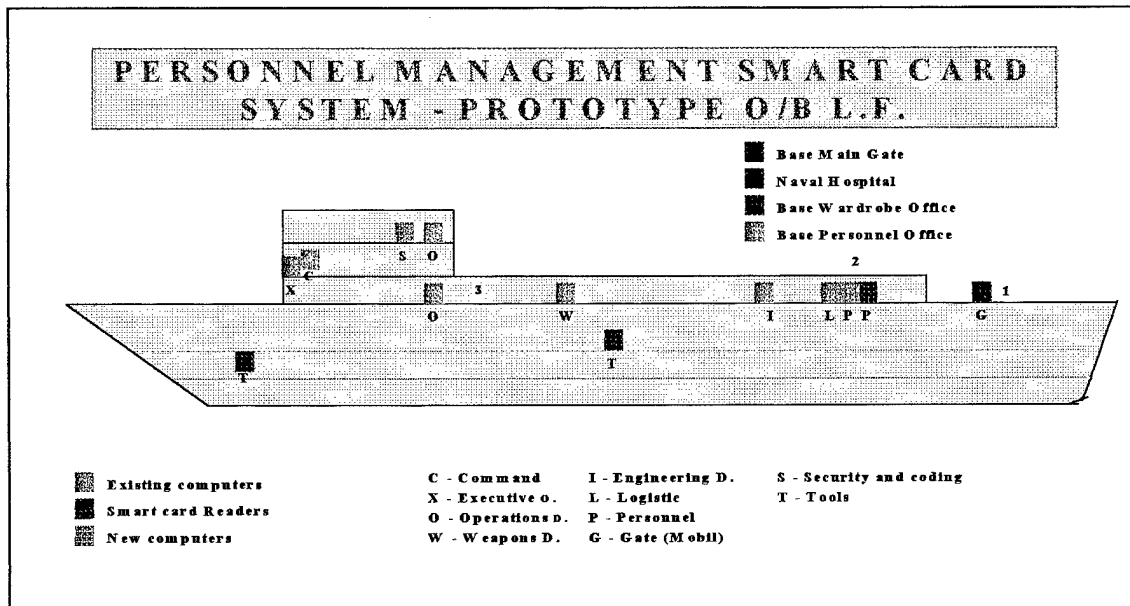 PERSONNEL MANAGEMENT SMART CARD
SYSTEM - PROTOTYPE O/B L.F.
Base Main Gate
Naval Hospital
Base Wardrobe Office
Base Personnel Office
2
S O
C
X 3 1
O W I L P P G
T
T
Existing computers
Smart card Readers
New computers
C - Command
X - Executive O.
O - Operations D.
W - Weapons D.
I - Engineering D.
L - Logistic
P - Personnel
G - Gate (Mobil)
S - Security and coding
T - Tools